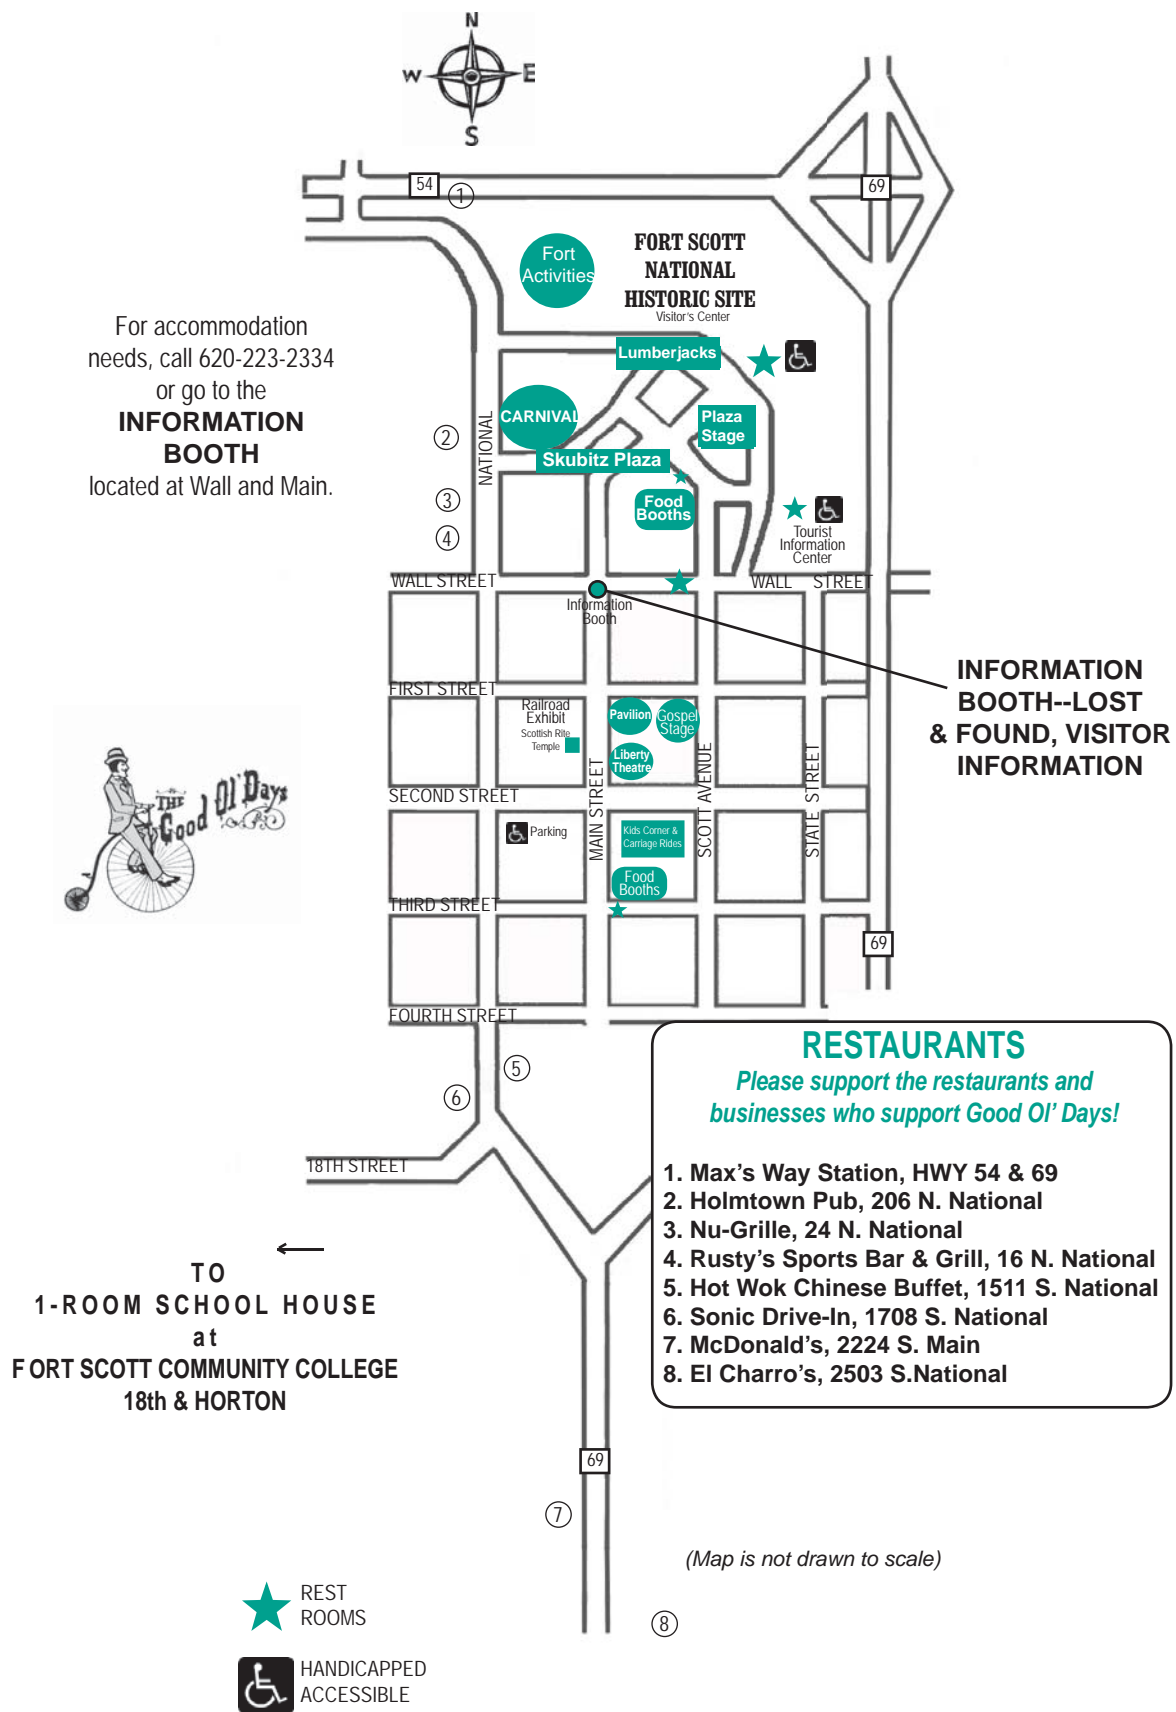 N
W
E
S
54
1
69
Fort
Activities
FORT SCOTT
NATIONAL
HISTORIC SITE
Visitor's Center
For accommodation
needs, call 620-223-2334
or go to the
INFORMATION
BOOTH
located at Wall and Main.
Lumberjacks
CARNIVAL
Plaza
Stage
2
NATIONAL
Skubitz Plaza
3
Food
Booths
4
Tourist
Information
Center
WALL STREET
WALL STREET
Information
Booth
INFORMATION
BOOTH--LOST
& FOUND, VISITOR
INFORMATION
FIRST STREET
Railroad
Exhibit
Scottish Rite
Temple
Pavilion
Gospel
Stage
Liberty
Theatre
THE
Good Ol' Days
SECOND STREET
MAIN STREET
SCOTT AVENUE
STATE STREET
Parking
Kids Corner &
Carriage Rides
Food
Booths
THIRD STREET
69
FOURTH STREET
5
6
18TH STREET
RESTAURANTS
Please support the restaurants and
businesses who support Good Ol' Days!
1. Max's Way Station, HWY 54 & 69
2. Holmtown Pub, 206 N. National
3. Nu-Grille, 24 N. National
4. Rusty's Sports Bar & Grill, 16 N. National
5. Hot Wok Chinese Buffet, 1511 S. National
6. Sonic Drive-In, 1708 S. National
7. McDonald's, 2224 S. Main
8. El Charro's, 2503 S.National
TO
1-ROOM SCHOOL HOUSE
at
FORT SCOTT COMMUNITY COLLEGE
18th & HORTON
69
7
(Map is not drawn to scale)
8
REST
ROOMS
HANDICAPPED
ACCESSIBLE